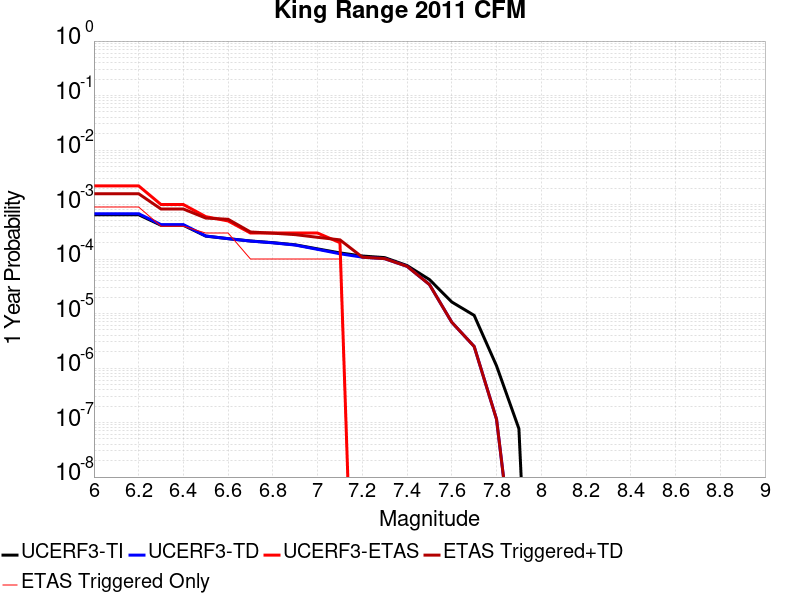 King Range 2011 CFM
1 Year Probability
10^0
10^-1
10^-2
10^-3
10^-4
10^-5
10^-6
10^-7
10^-8
6 6.2 6.4 6.6 6.8 7 7.2 7.4 7.6 7.8 8 8.2 8.4 8.6 8.8 9
Magnitude
UCERF3-TI UCERF3-TD UCERF3-ETAS ETAS Triggered+TD
ETAS Triggered Only